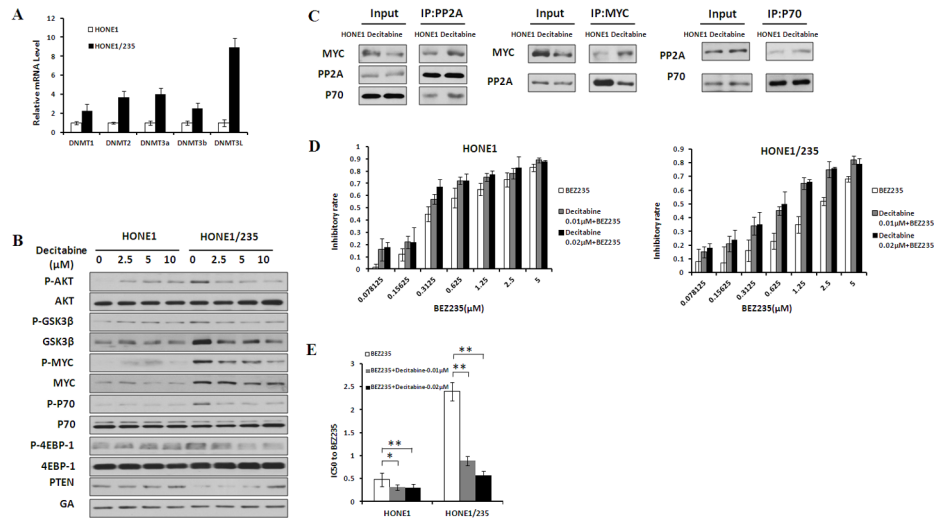 A
HONE1
HONE1/235
Relative mRNA Level
12
10
8
6
4
2
0
DNMT1 DNMT2 DNMT3a DNMT3b DNMT3L
B
HONE1 HONE1/235
Decitabine
(μM)
0 2.5 5 10 0 2.5 5 10
P-AKT
AKT
P-GSK3β
GSK3β
P-MYC
MYC
P-P70
P70
P-4EBP-1
4EBP-1
PTEN
GA
C
Input IP:PP2A
HONE1 Decitabine HONE1 Decitabine
MYC
PP2A
P70
Input IP:MYC
HONE1 Decitabine HONE1 Decitabine
MYC
PP2A
Input IP:P70
HONE1 Decitabine HONE1 Decitabine
PP2A
P70
D
HONE1
Inhibitory ratre
1
0.9
0.8
0.7
0.6
0.5
0.4
0.3
0.2
0.1
0
0.078125 0.15625 0.3125 0.625 1.25 2.5 5
BEZ235(μM)
BEZ235
Decitabine
0.01μM+BEZ235
Decitabine
0.02μM+BEZ235
HONE1/235
Inhibitory ratre
0.9
0.8
0.7
0.6
0.5
0.4
0.3
0.2
0.1
0
0.078125 0.15625 0.3125 0.625 1.25 2.5 5
BEZ235(μM)
BEZ235
Decitabine
0.01μM+BEZ235
Decitabine
0.02μM+BEZ235
E
BEZ235
BEZ235+Decitabine-0.01μM
BEZ235+Decitabine-0.02μM
IC50 to BEZ235
3
2.5
2
1.5
1
0.5
0
**
*
**
**
HONE1 HONE1/235